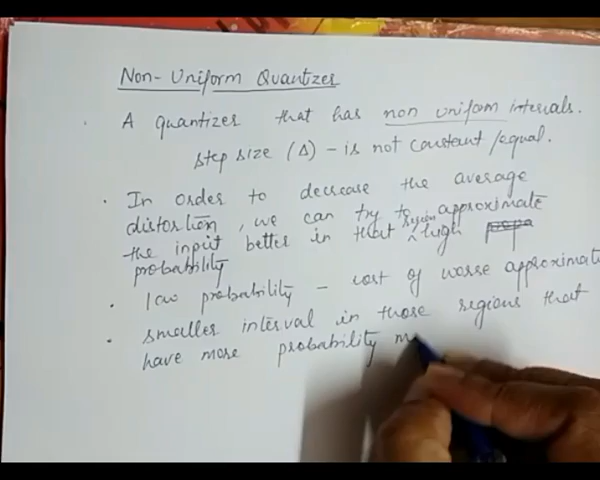 Non-Uniform Quantzer
A quantizer that has non uniform intervals.
step size (Δ) - is not constant/equal.
In order to decrease the average
distortion, we can try to approximate
the input better in that region high
probability
low probability - cost of worse approximati
smaller interval in those regions that
have more probability m